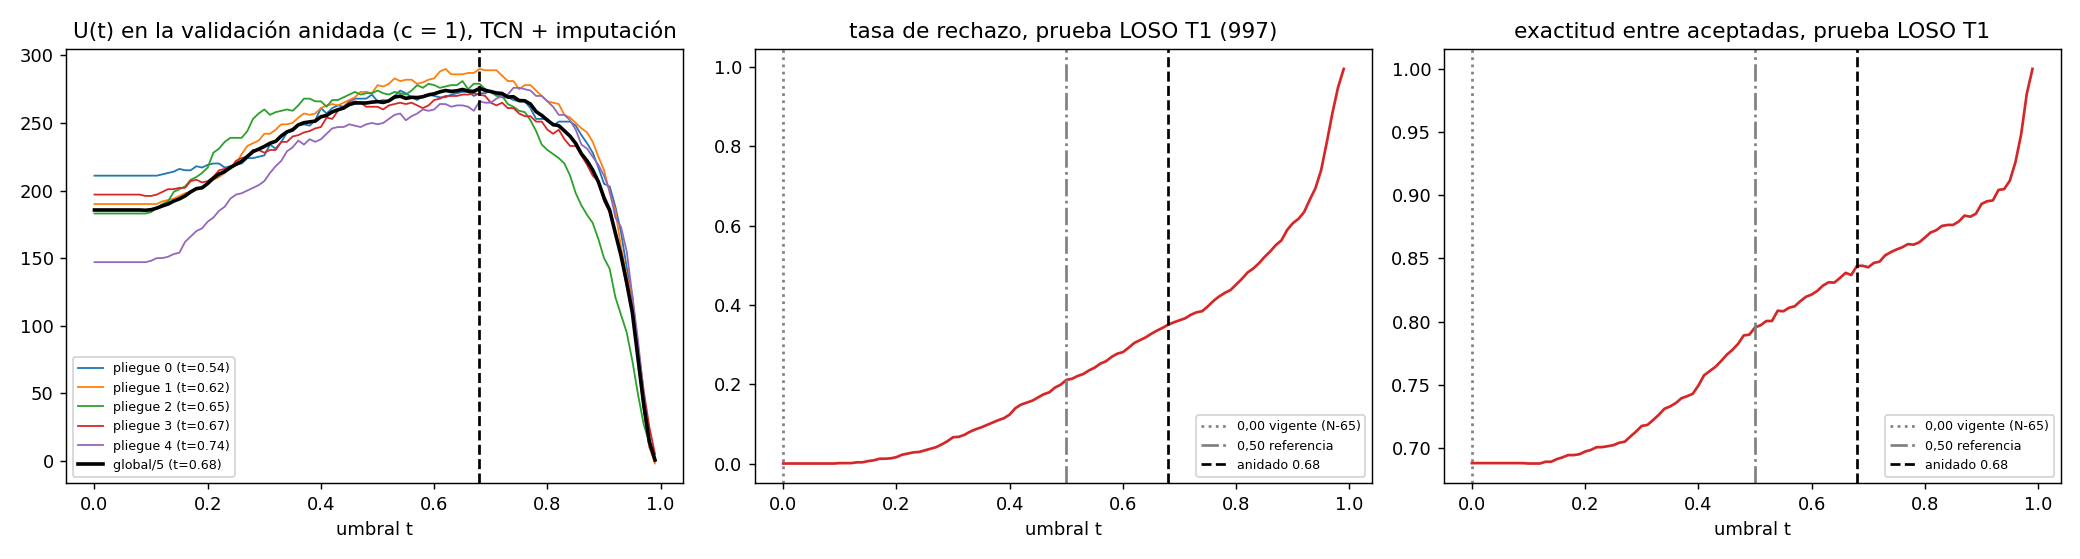 U(t) en la validación anidada (c = 1), TCN + imputación
300
250
200
150
100
50
0
0.0 0.2 0.4 0.6 0.8 1.0
umbral t
pliegue 0 (t=0.54)
pliegue 1 (t=0.62)
pliegue 2 (t=0.65)
pliegue 3 (t=0.67)
pliegue 4 (t=0.74)
global/5 (t=0.68)
tasa de rechazo, prueba LOSO T1 (997)
1.0
0.8
0.6
0.4
0.2
0.0
0.0 0.2 0.4 0.6 0.8 1.0
umbral t
0,00 vigente (N-65)
0,50 referencia
anidado 0.68
exactitud entre aceptadas, prueba LOSO T1
1.00
0.95
0.90
0.85
0.80
0.75
0.70
0.0 0.2 0.4 0.6 0.8 1.0
umbral t
0,00 vigente (N-65)
0,50 referencia
anidado 0.68